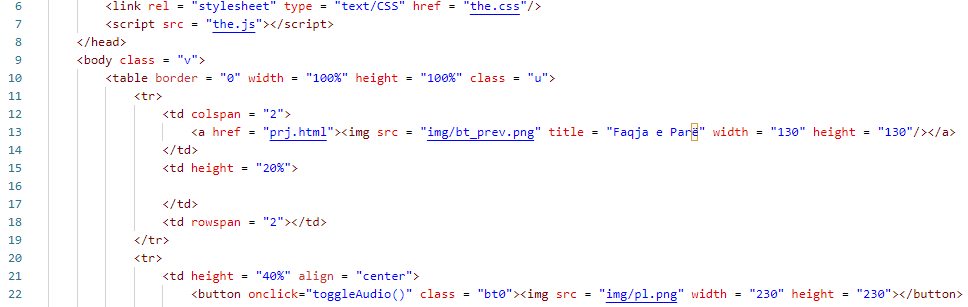 6 <link rel = "stylesheet" type = "text/CSS" href = "the.css"/>
7 <script src = "the.js"></script>
8 </head>
9 <body class = "v">
10 <table border = "0" width = "100%" height = "100%" class = "u">
11 <tr>
12 <td colspan = "2">
13 <a href = "prj.html"><img src = "img/bt_prev.png" title = "Faqja e Parë" width = "130" height = "130"/></a>
14 </td>
15 <td height = "20%">
16
17 </td>
18 <td rowspan = "2"></td>
19 </tr>
20 <tr>
21 <td height = "40%" align = "center">
22 <button onclick="toggleAudio()" class = "bt0"><img src = "img/pl.png" width = "230" height = "230"></button>